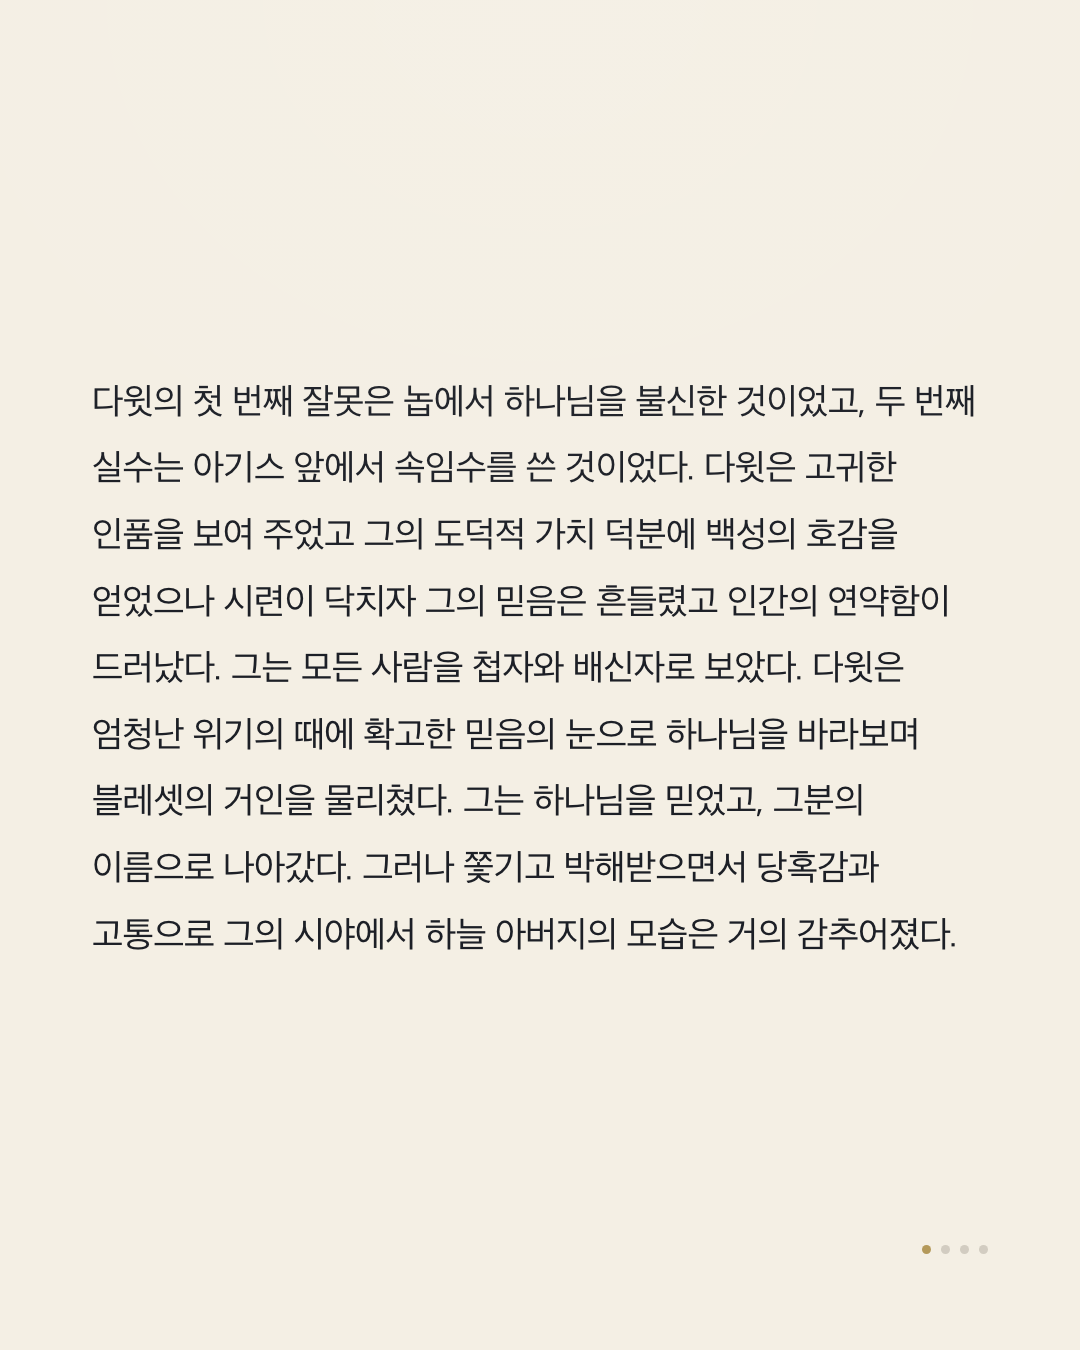 다윗의 첫 번째 잘못은 놉에서 하나님을 불신한 것이었고, 두 번째
실수는 아기스 앞에서 속임수를 쓴 것이었다. 다윗은 고귀한
인품을 보여 주었고 그의 도덕적 가치 덕분에 백성의 호감을
얻었으나 시련이 닥치자 그의 믿음은 흔들렸고 인간의 연약함이
드러났다. 그는 모든 사람을 첩자와 배신자로 보았다. 다윗은
엄청난 위기의 때에 확고한 믿음의 눈으로 하나님을 바라보며
블레셋의 거인을 물리쳤다. 그는 하나님을 믿었고, 그분의
이름으로 나아갔다. 그러나 쫓기고 박해받으면서 당혹감과
고통으로 그의 시야에서 하늘 아버지의 모습은 거의 감추어졌다.